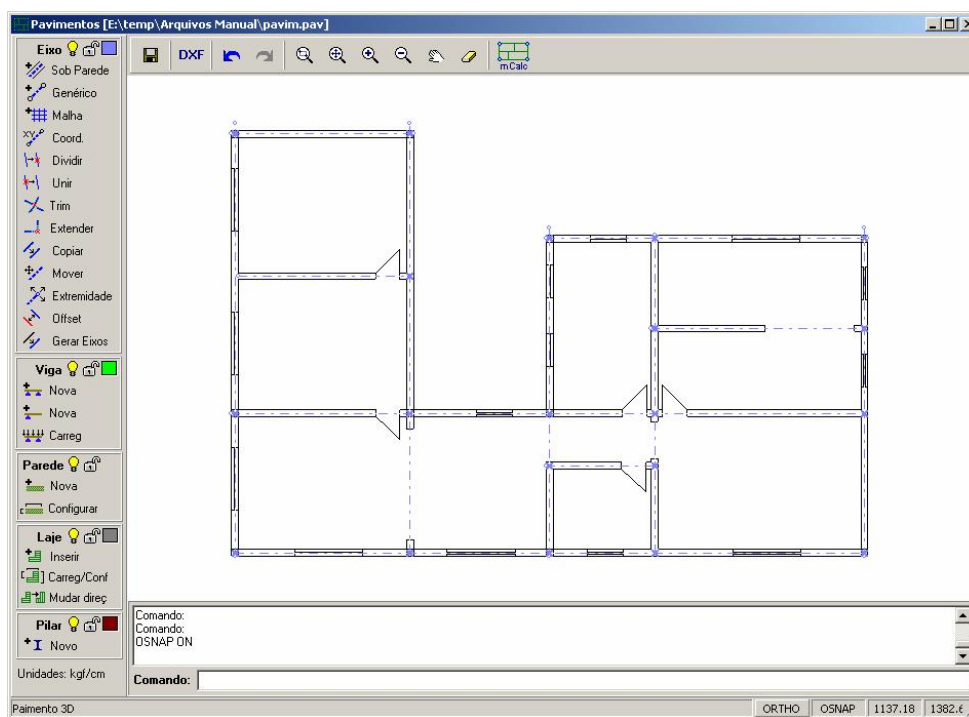 Pavimentos [E:\temp\Arquivos Manual\pavim.pav]
Eixo
Sob Parede
Genérico
Malha
XY
Coord.
Dividir
Unir
Trim
Extender
Copiar
Mover
Extremidade
Offset
Gerar Eixos
Viga
Nova
Nova
Carreg
Parede
Nova
Configurar
Laje
Inserir
Carreg/Conf
Mudar direç
Pilar
Novo
Unidades: kgf/cm
DXF
mCalc
Comando:
Comando:
OSNAP ON
Comando:
Paimento 3D
ORTHO
OSNAP
1137.18